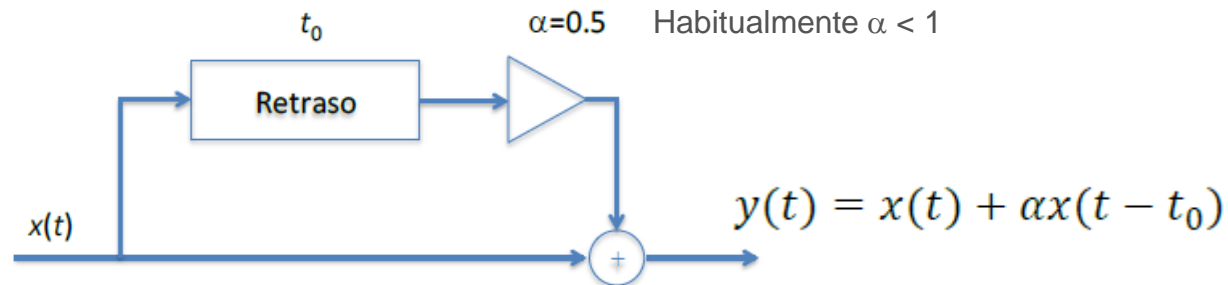 t₀ α=0.5 Habitualmente α < 1
Retraso
x(t)
y(t) = x(t) + αx(t − t₀)
+